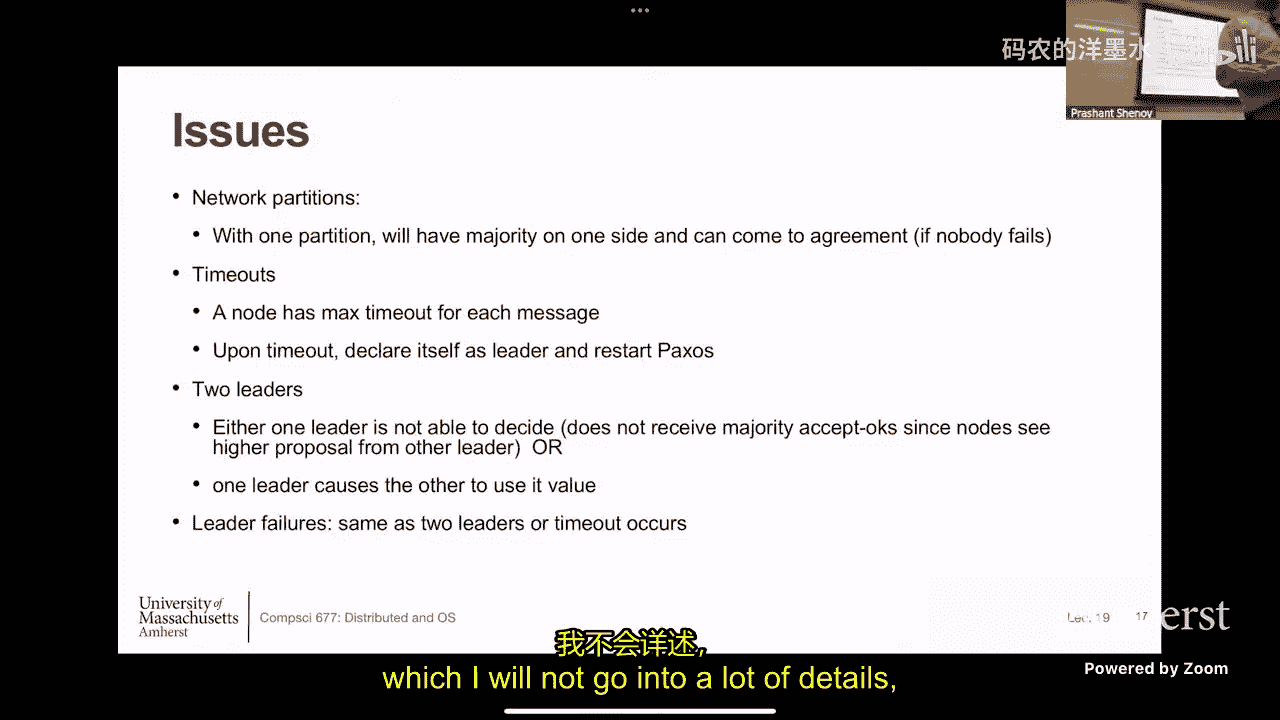 码农的洋墨水
bili
Prashant Shenoy
Issues
• Network partitions:
• With one partition, will have majority on one side and can come to agreement (if nobody fails)
• Timeouts
• A node has max timeout for each message
• Upon timeout, declare itself as leader and restart Paxos
• Two leaders
• Either one leader is not able to decide (does not receive majority accept-oks since nodes see
higher proposal from other leader) OR
• one leader causes the other to use it value
• Leader failures: same as two leaders or timeout occurs
University of
Massachusetts
Amherst
Compsci 677: Distributed and OS
Lec. 19
17
erst
我不会详述,
which I will not go into a lot of details,
Powered by Zoom